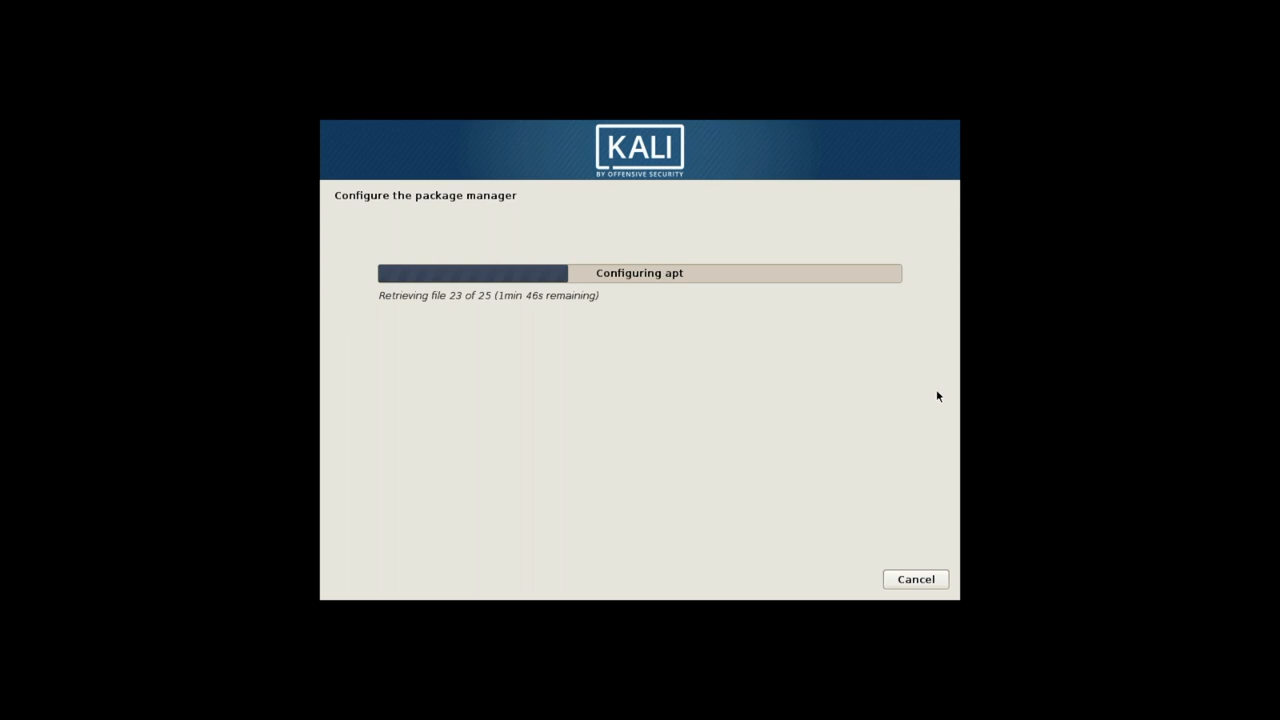 KALI
BY OFFENSIVE SECURITY
Configure the package manager
Configuring apt
Retrieving file 23 of 25 (1min 46s remaining)
Cancel